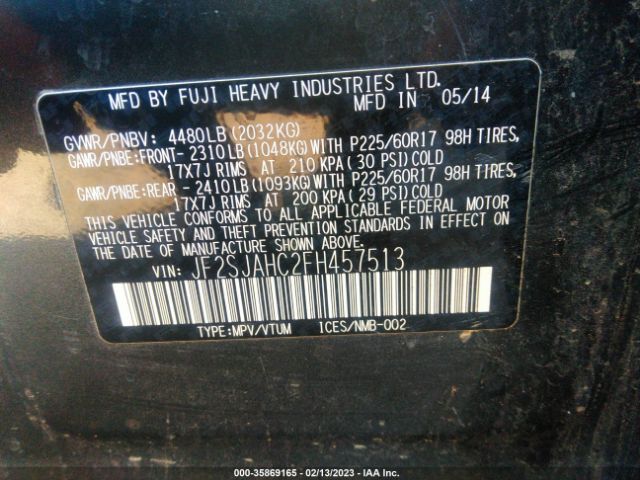 MFD BY FUJI HEAVY INDUSTRIES LTD.
MFD IN 05/14
GVWR/PNBV: 4480LB(2032KG)
GAWR/PNBE:FRONT- 2310LB(1048KG)WITH P225/60R17 98H TIRES,
17X7J RIMS AT 210 KPA(30 PSI)COLD
GAWR/PNBE:REAR - 2410LB(1093KG)WITH P225/60R17 98H TIRES,
17X7J RIMS AT 200 KPA(29 PSI)COLD
THIS VEHICLE CONFORMS TO ALL APPLICABLE FEDERAL MOTOR
VEHICLE SAFETY AND THEFT PREVENTION STANDARDS IN EFFECT ON
THE DATE OF MANUFACTURE SHOWN ABOVE.
VIN: JF2SJAHC2EH457513
TYPE:MPV/VTUM ICES/NMB-002
000-35869165 - 02/13/2023 - IAA Inc.